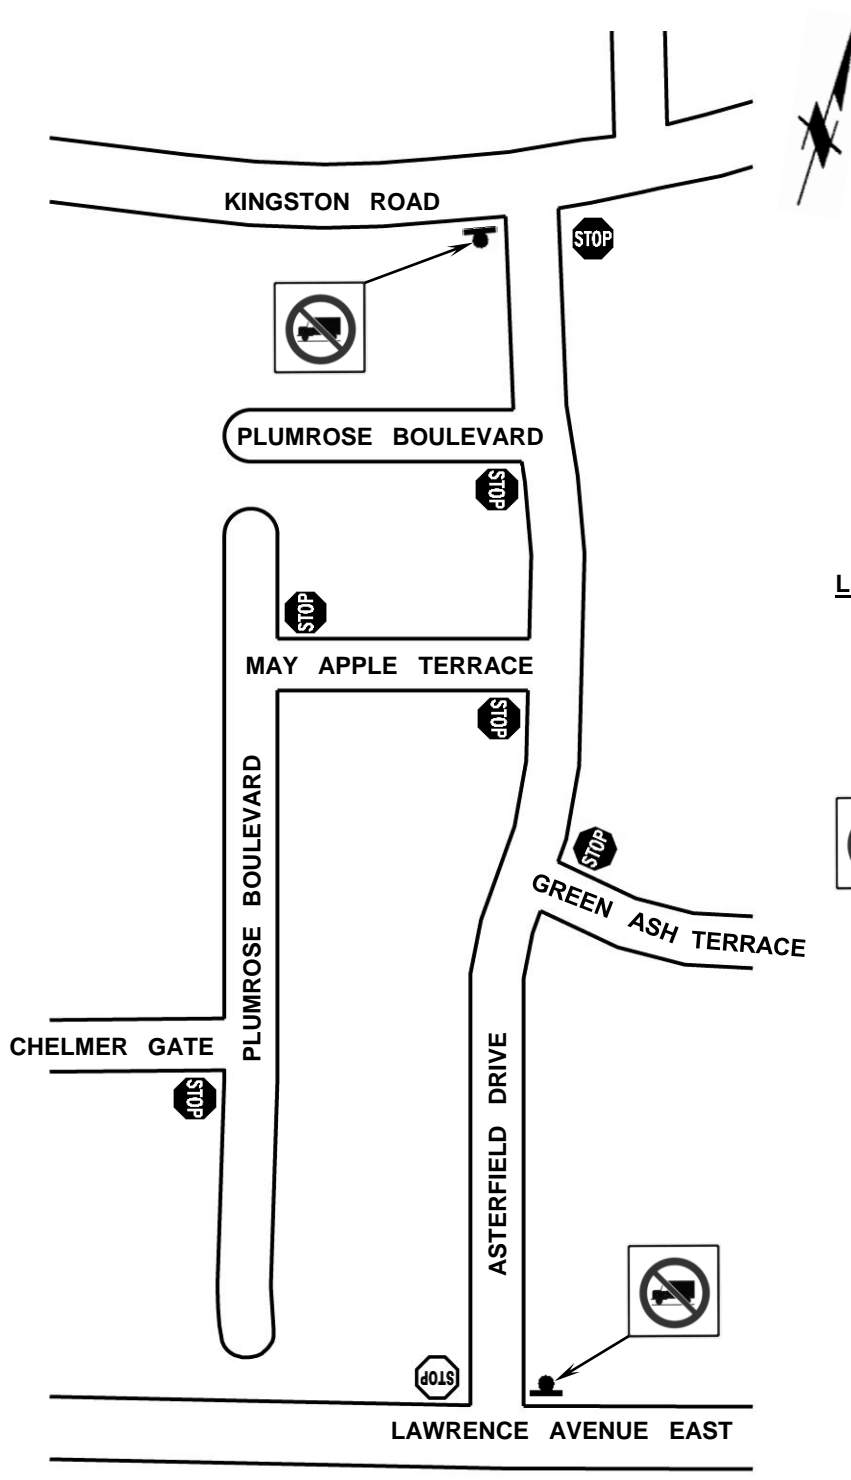 KINGSTON ROAD
STOP
PLUMROSE BOULEVARD
STOP
L
STOP
MAY APPLE TERRACE
STOP
PLUMROSE BOULEVARD
STOP
GREEN ASH TERRACE
CHELMER GATE
STOP
ASTERFIELD DRIVE
STOP
LAWRENCE AVENUE EAST